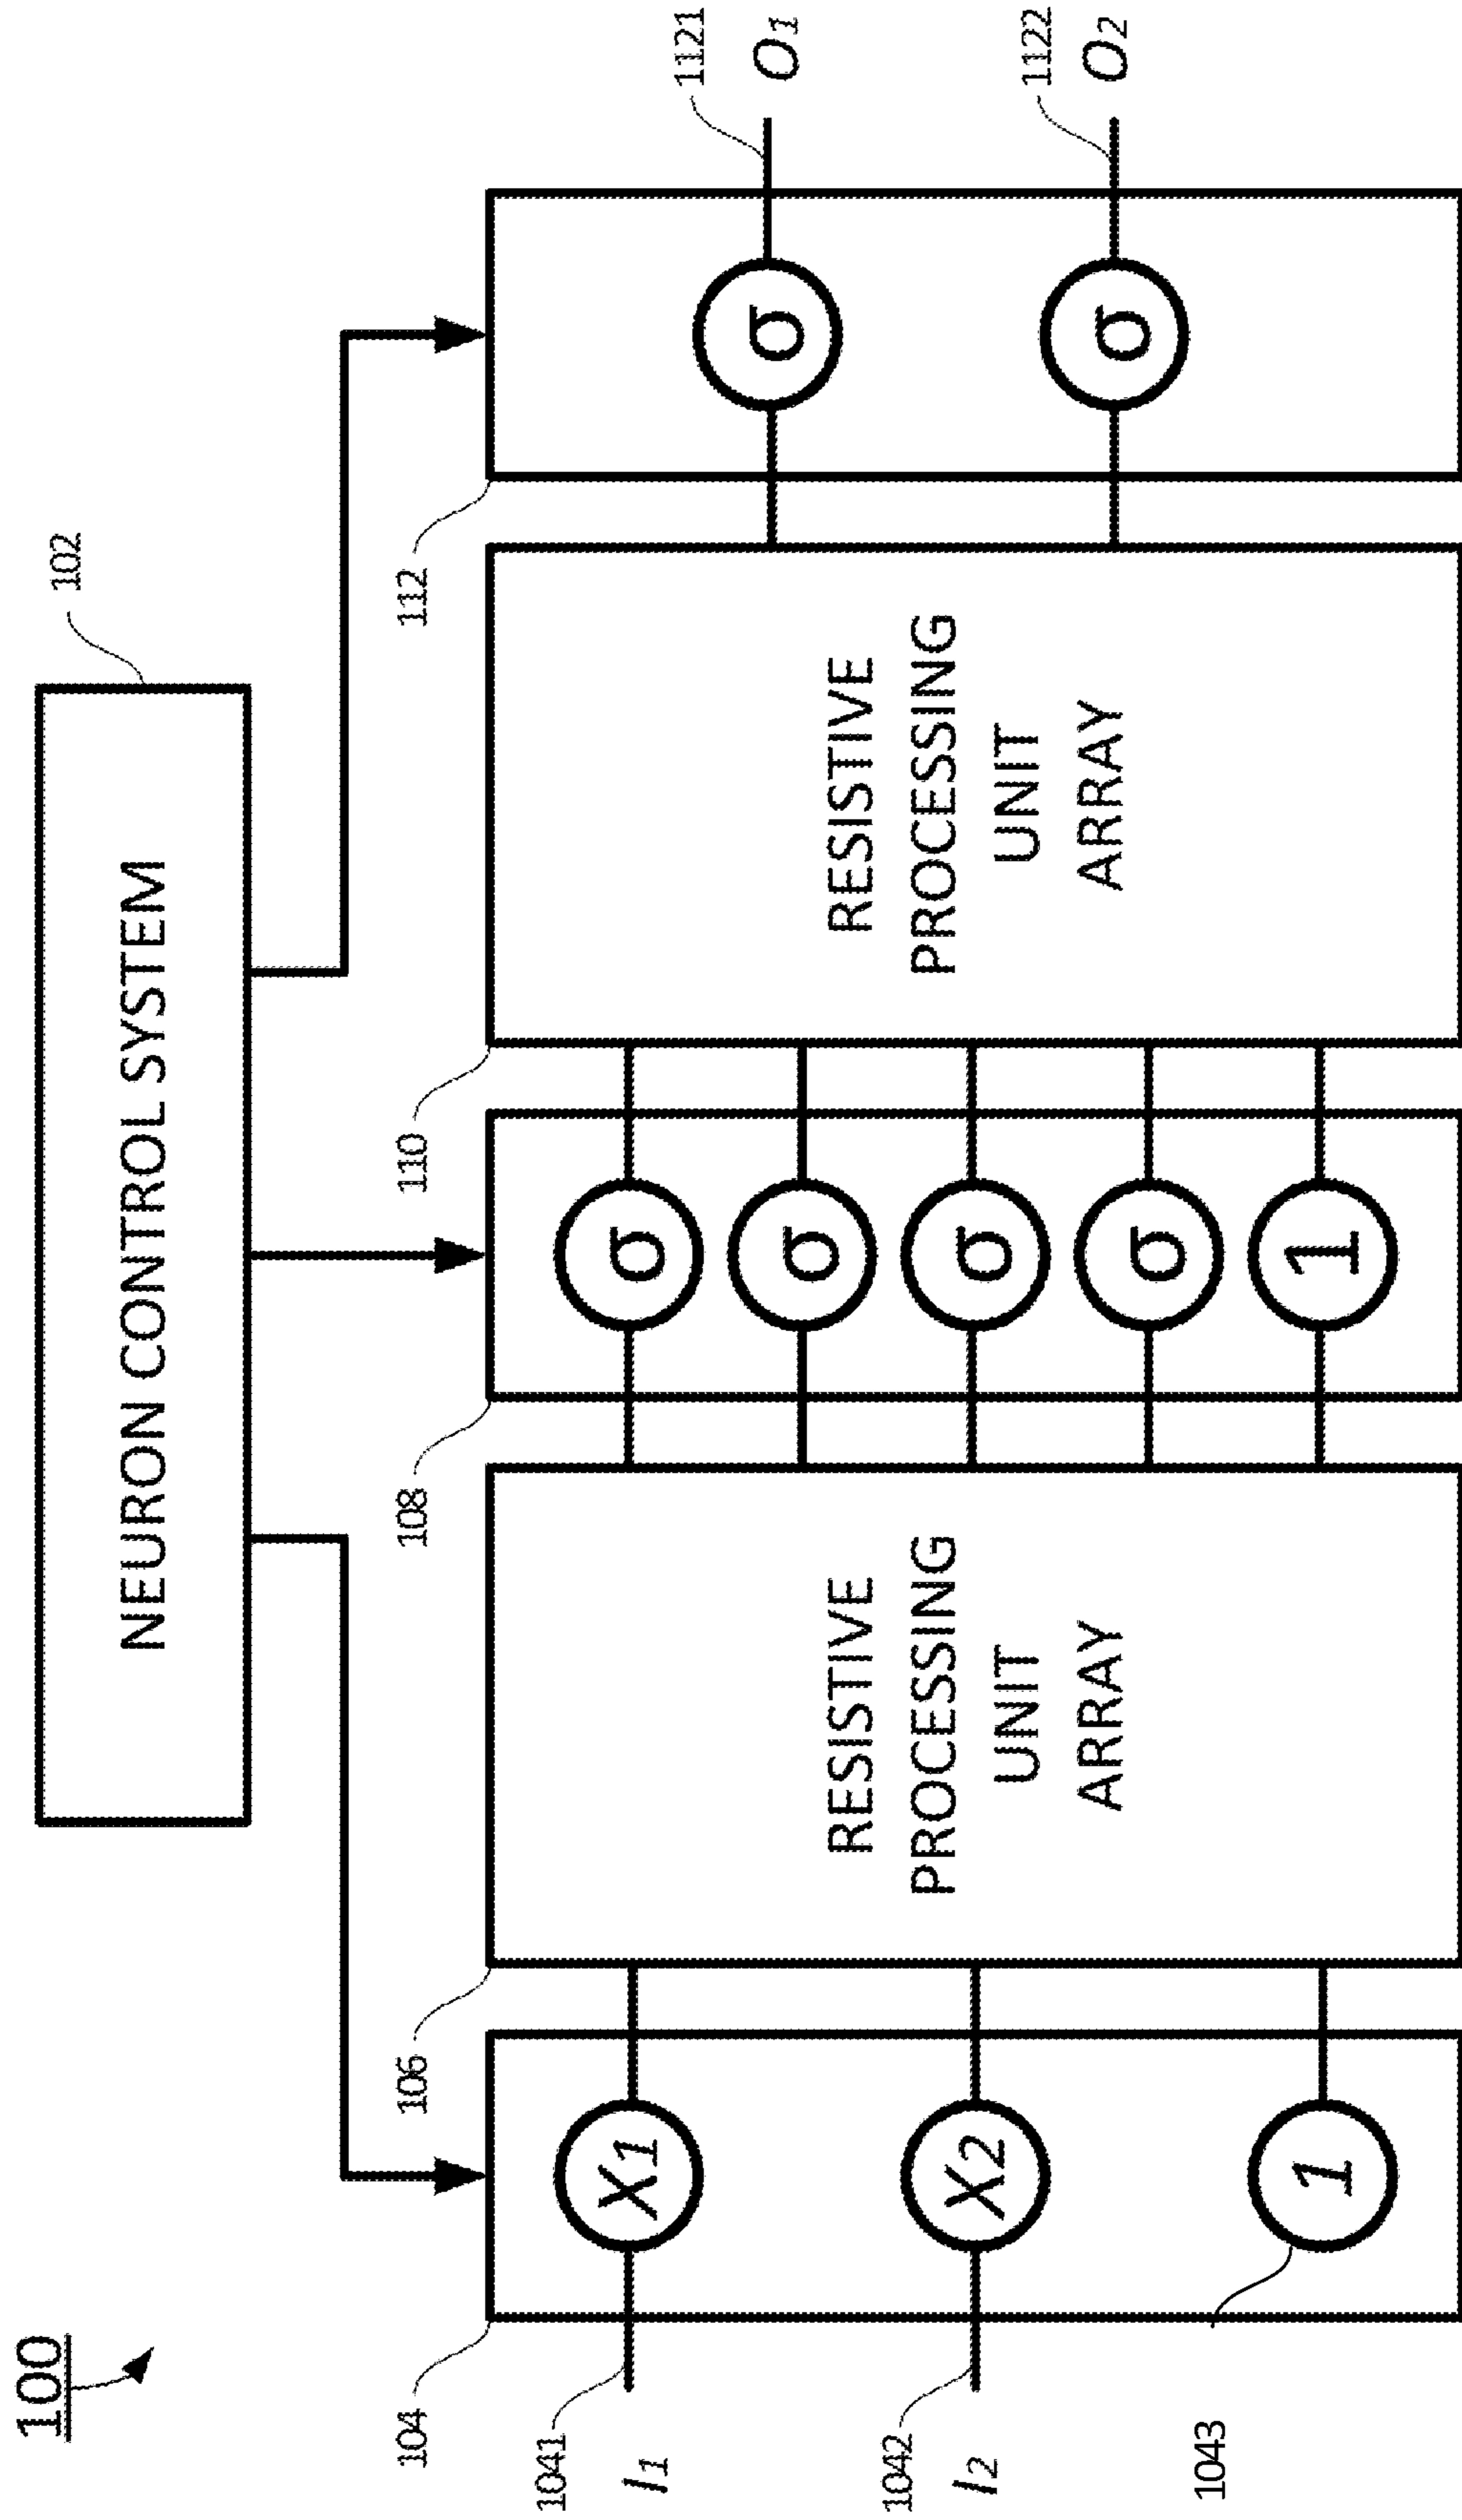 100
102
NEURON CONTROL SYSTEM
104
106
108
110
112
1041
I1
X1
1042
I2
X2
1043
1
RESISTIVE
PROCESSING
UNIT
ARRAY
σ
σ
σ
σ
1
RESISTIVE
PROCESSING
UNIT
ARRAY
σ
σ
1121
O1
1122
O2